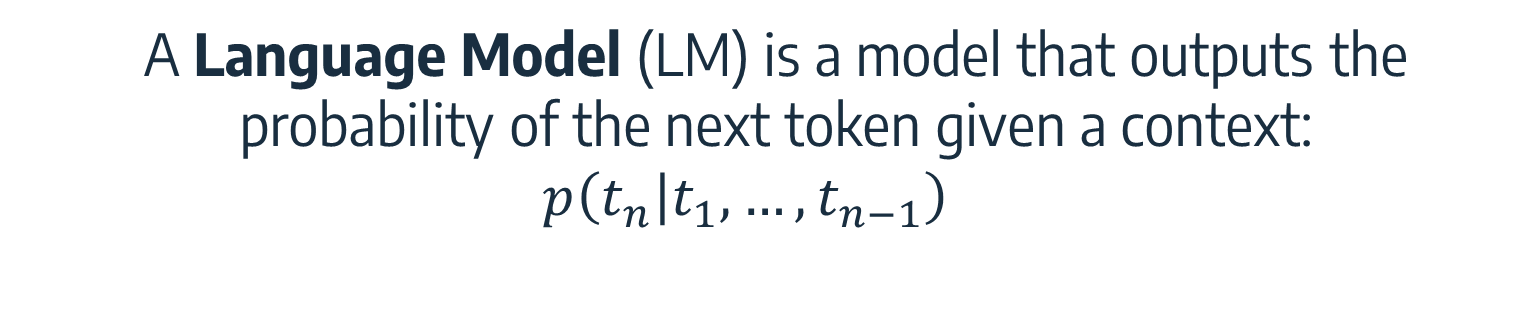 A Language Model (LM) is a model that outputs the
probability of the next token given a context:
p(tₙ|t₁, … , tₙ₋₁)